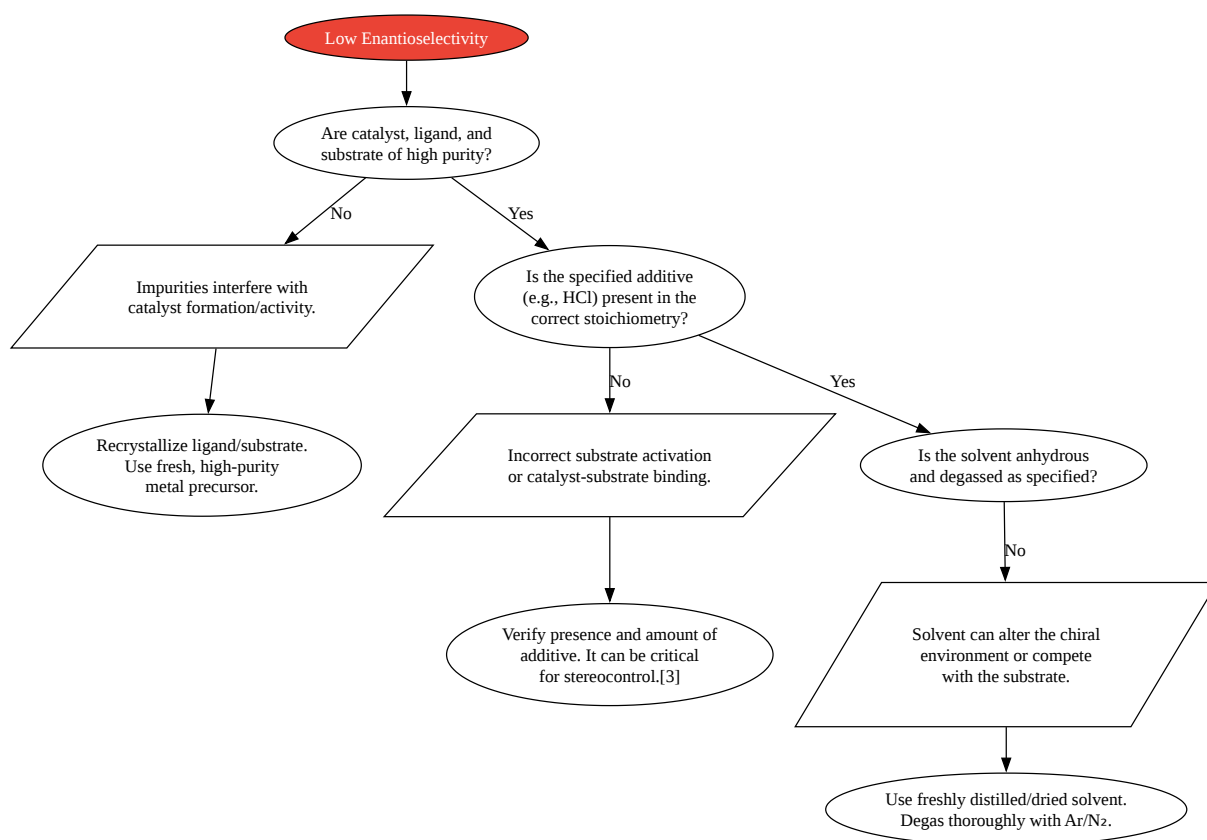 Low Enantioselectivity
Are catalyst, ligand, and
substrate of high purity?
No
Yes
Impurities interfere with
catalyst formation/activity.
Is the specified additive
(e.g., HCl) present in the
correct stoichiometry?
No
Yes
Recrystallize ligand/substrate.
Use fresh, high-purity
metal precursor.
Incorrect substrate activation
or catalyst-substrate binding.
Is the solvent anhydrous
and degassed as specified?
No
Verify presence and amount of
additive. It can be critical
for stereocontrol.[3]
Solvent can alter the chiral
environment or compete
with the substrate.
Use freshly distilled/dried solvent.
Degas thoroughly with Ar/N₂.